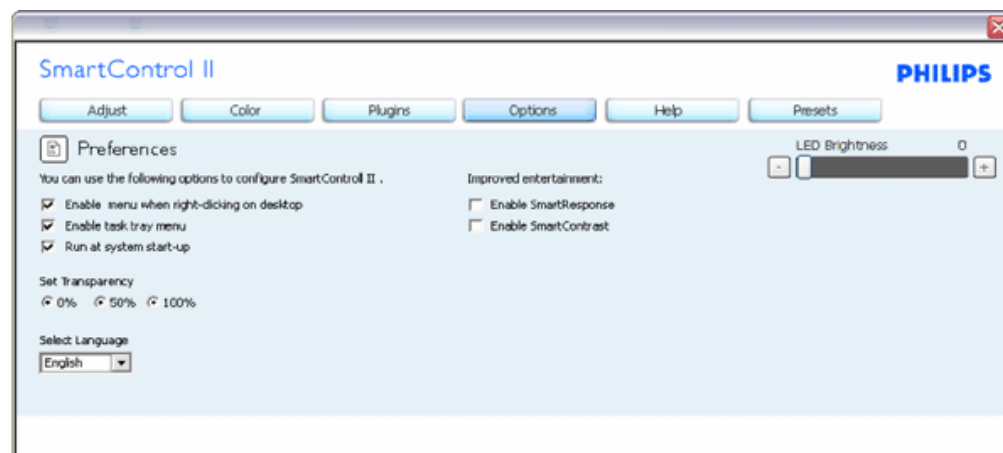 SmartControl II
PHILIPS
Adjust Color Plugins Options Help Presets
Preferences
LED Brightness 0
You can use the following options to configure SmartControl II .
Improved entertainment:
- +
Enable menu when right-clicking on desktop
Enable SmartResponse
Enable task tray menu
Enable SmartContrast
Run at system start-up
Set Transparency
0% 50% 100%
Select Language
English